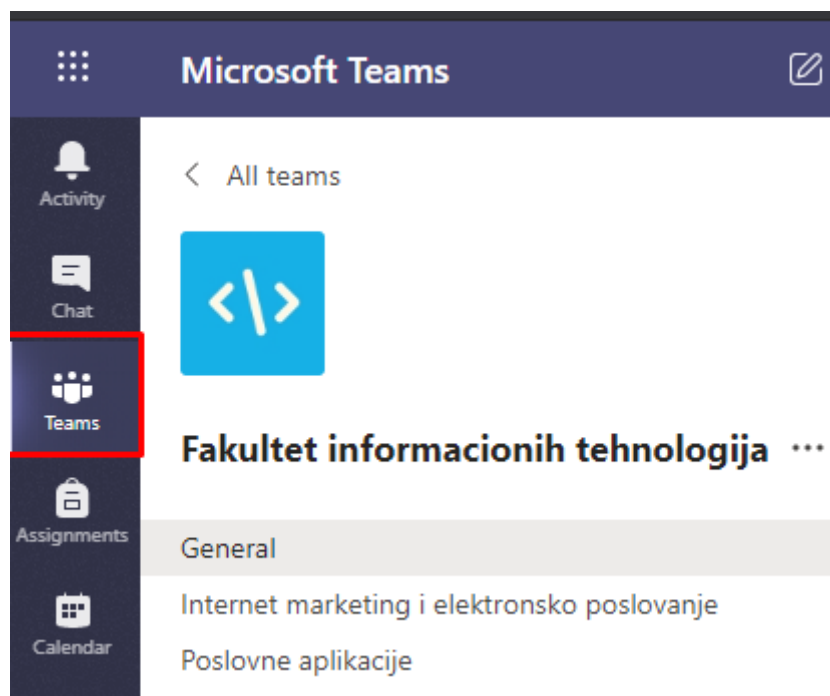 Microsoft Teams
Activity
Chat
Teams
Assignments
Calendar
All teams
Fakultet informacionih tehnologija
General
Internet marketing i elektronsko poslovanje
Poslovne aplikacije